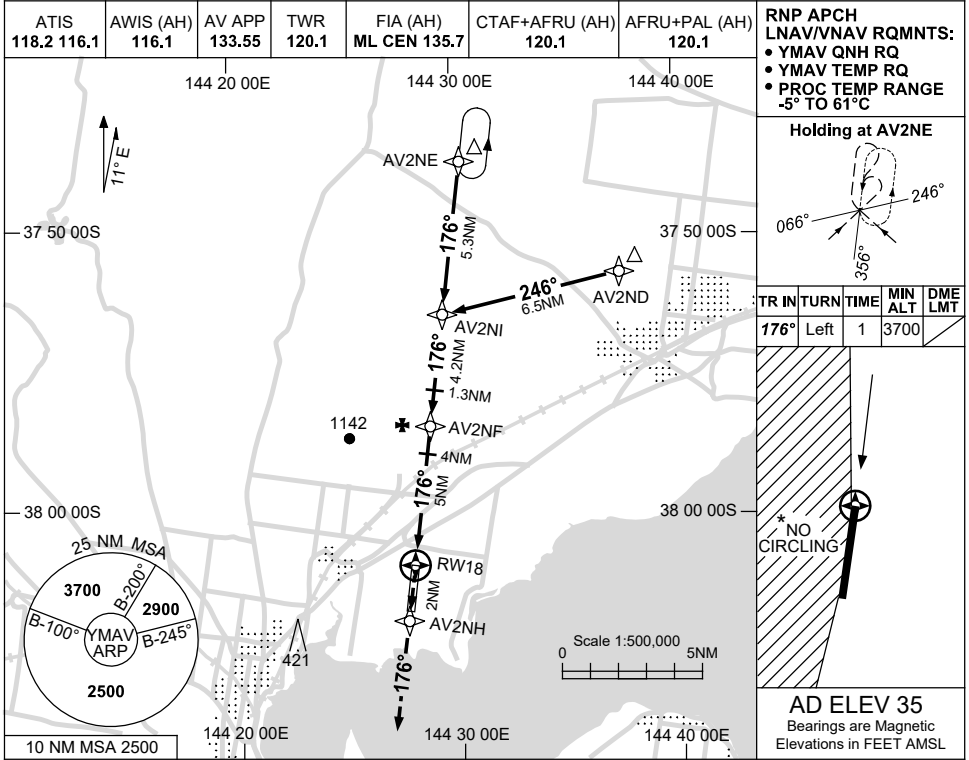 ATIS
118.2 116.1
AWIS (AH)
116.1
AV APP
133.55
TWR
120.1
FIA (AH)
ML CEN 135.7
CTAF+AFRU (AH)
120.1
AFRU+PAL (AH)
120.1
RNP APCH
LNAV/VNAV RQMNTS:
• YMAV QNH RQ
• YMAV TEMP RQ
• PROC TEMP RANGE
-5° TO 61°C
144 20 00E
144 30 00E
144 40 00E
11° E
AV2NE
176°
5.3NM
37 50 00S
37 50 00S
246°
6.5NM
AV2ND
AV2NI
176°
4.2NM
1.3NM
1142
AV2NF
4NM
176°
5NM
38 00 00S
38 00 00S
RW18
2NM
AV2NH
176°
421
25 NM MSA
3700
B-200°
2900
B-100°
YMAV
ARP
B-245°
2500
10 NM MSA 2500
Scale 1:500,000
0
5NM
144 20 00E
144 30 00E
144 40 00E
Holding at AV2NE
246°
066°
356°
TR IN
TURN
TIME
MIN
ALT
DME
LMT
176°
Left
1
3700
*NO
CIRCLING
AD ELEV 35
Bearings are Magnetic
Elevations in FEET AMSL